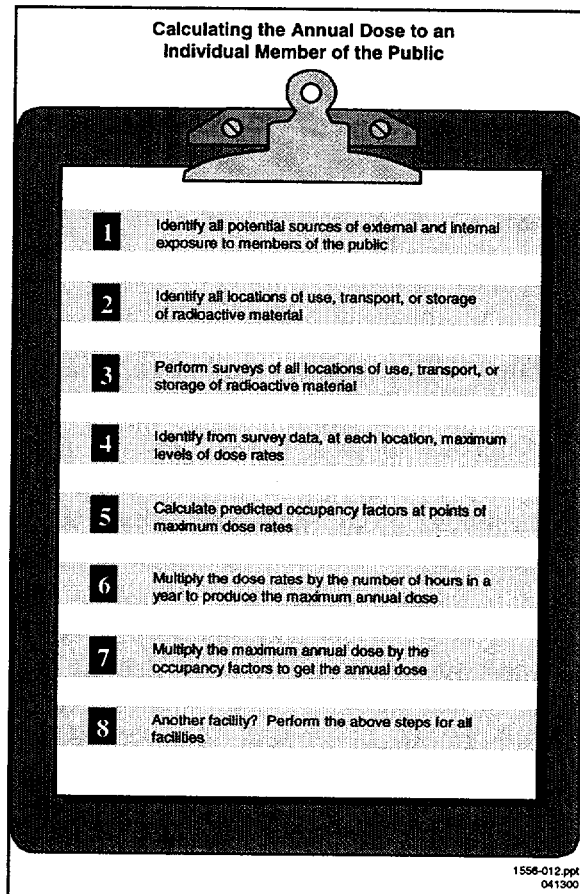 Calculating the Annual Dose to an
Individual Member of the Public
1
Identify all potential sources of external and internal
exposure to members of the public
2
Identify all locations of use, transport, or storage
of radioactive material
3
Perform surveys of all locations of use, transport, or
storage of radioactive material
4
Identify from survey data, at each location, maximum
levels of dose rates
5
Calculate predicted occupancy factors at points of
maximum dose rates
6
Multiply the dose rates by the number of hours in a
year to produce the maximum annual dose
7
Multiply the maximum annual dose by the
occupancy factors to get the annual dose
8
Another facility? Perform the above steps for all
facilities
1556-012.ppt
041300